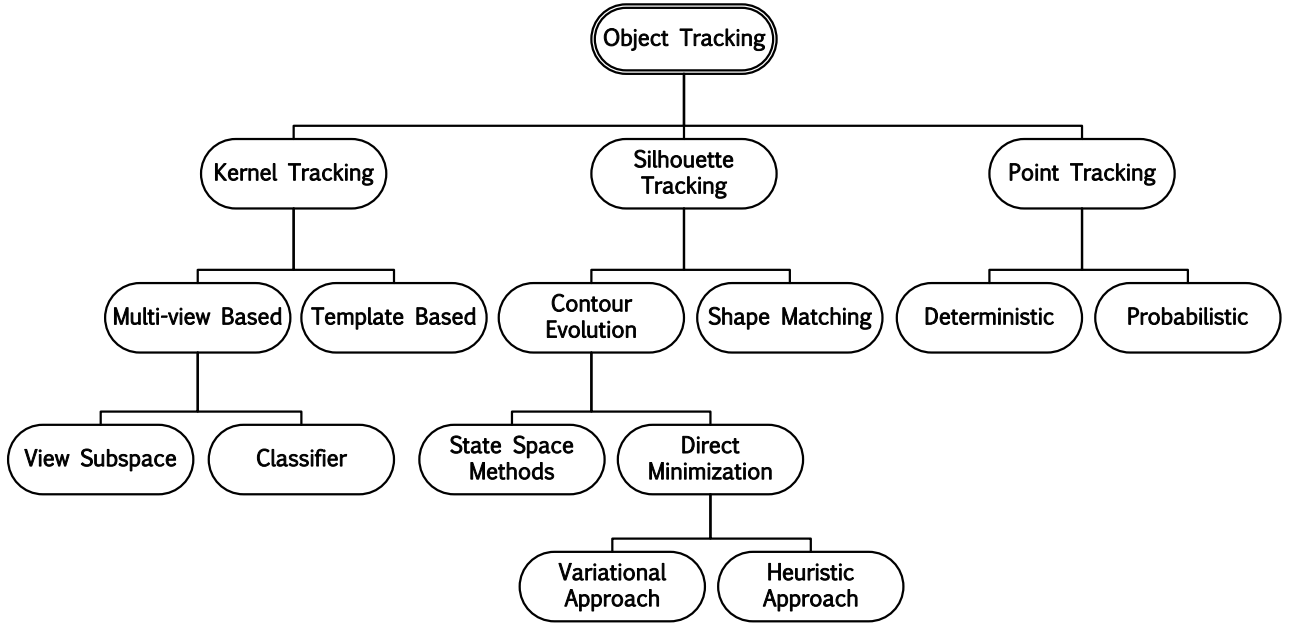 Object Tracking
Kernel Tracking
Silhouette
Tracking
Point Tracking
Multi-view Based
Template Based
Contour
Evolution
Shape Matching
Deterministic
Probabilistic
View Subspace
Classifier
State Space
Methods
Direct
Minimization
Variational
Approach
Heuristic
Approach